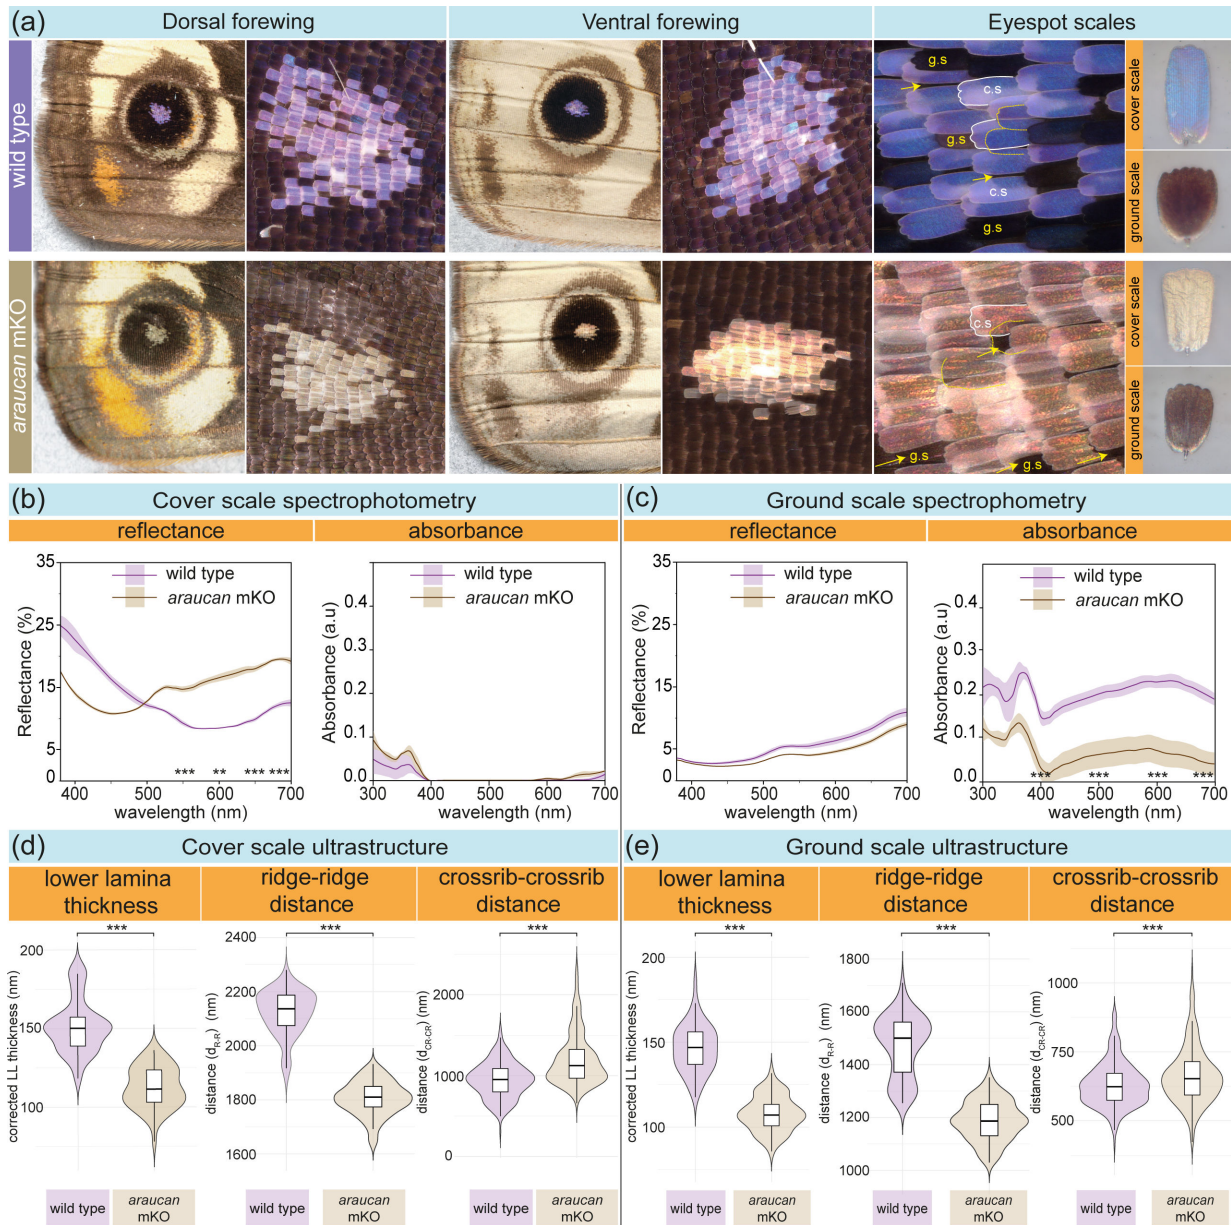 (a)
Dorsal forewing
Ventral forewing
Eyespot scales
wild type
g.s
c.s
g.s
c.s
g.s
cover scale
ground scale
araucan mKO
c.s
g.s
g.s
cover scale
ground scale
(b)
Cover scale spectrophotometry
reflectance
absorbance
wild type
araucan mKO
Reflectance (%)
35
25
15
5
*** ** *** ***
400 500 600 700
wavelength (nm)
wild type
araucan mKO
Absorbance (a.u)
0.4
0.3
0.2
0.1
0.0
300 400 500 600 700
wavelength (nm)
(c)
Ground scale spectrophometry
reflectance
absorbance
wild type
araucan mKO
Reflectance (%)
35
25
15
5
400 500 600 700
wavelength (nm)
wild type
araucan mKO
Absorbance (a.u)
0.4
0.3
0.2
0.1
0.0
*** *** *** ***
300 400 500 600 700
wavelength (nm)
(d)
Cover scale ultrastructure
lower lamina
thickness
ridge-ridge
distance
crossrib-crossrib
distance
corrected LL thickness (nm)
200
150
100
***
wild type
araucan
mKO
distance (dR-R) (nm)
2400
2200
2000
1800
1600
***
wild type
araucan
mKO
distance (dCR-CR) (nm)
2000
1000
0
***
wild type
araucan
mKO
(e)
Ground scale ultrastructure
lower lamina
thickness
ridge-ridge
distance
crossrib-crossrib
distance
corrected LL thickness (nm)
200
150
100
***
wild type
araucan
mKO
distance (dR-R) (nm)
1800
1600
1400
1200
1000
***
wild type
araucan
mKO
distance (dCR-CR) (nm)
1000
750
500
***
wild type
araucan
mKO